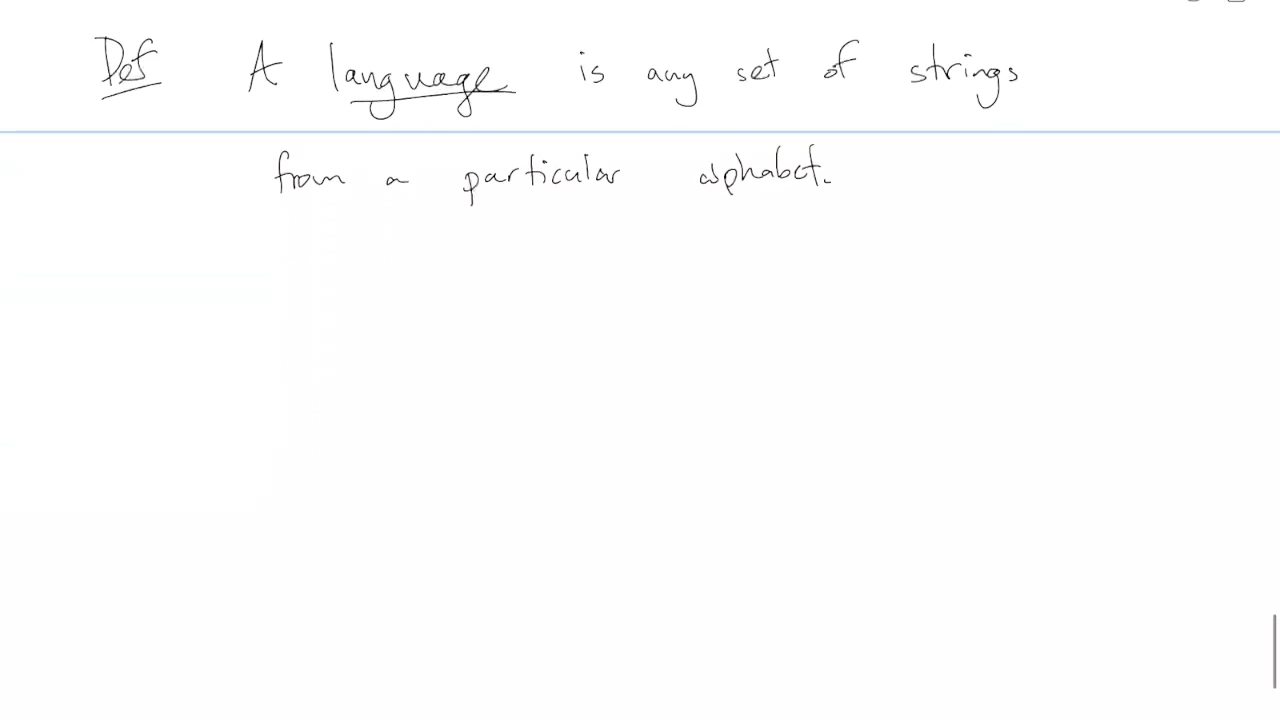 Def A language is any set of strings
from a particular alphabet.